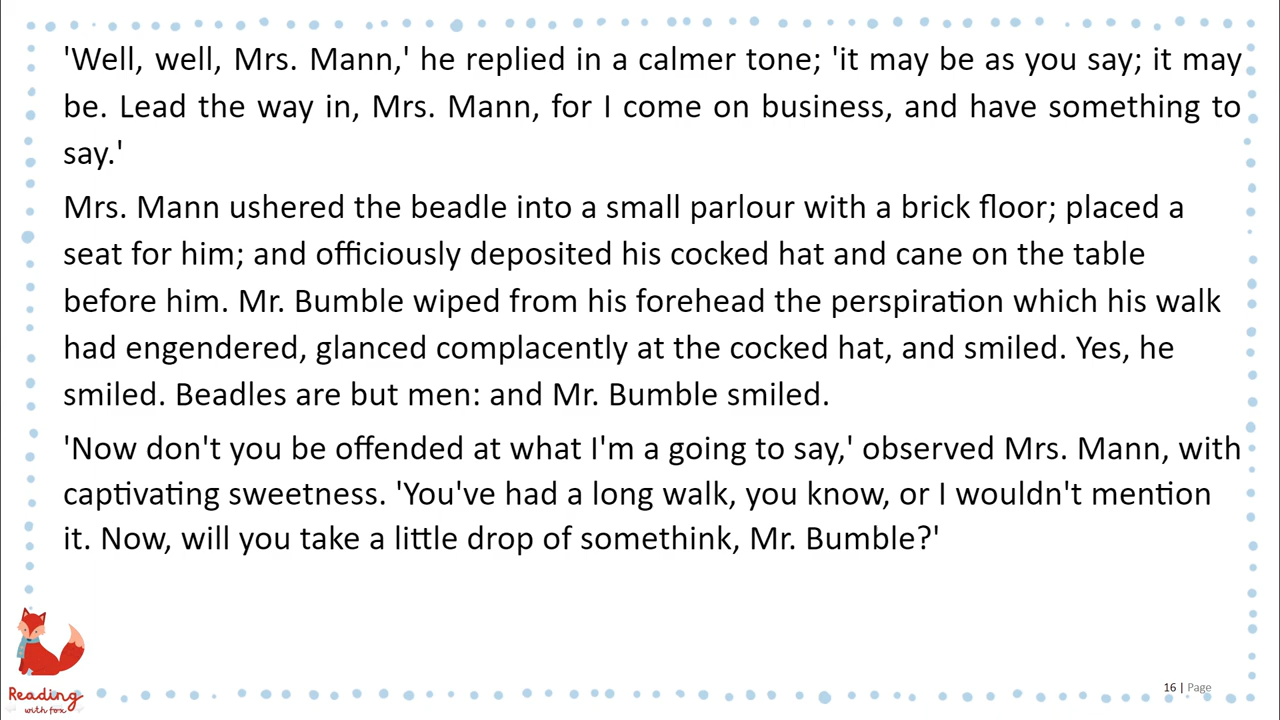 'Well, well, Mrs. Mann,' he replied in a calmer tone; 'it may be as you say; it may
be. Lead the way in, Mrs. Mann, for I come on business, and have something to
say.'
Mrs. Mann ushered the beadle into a small parlour with a brick floor; placed a
seat for him; and officiously deposited his cocked hat and cane on the table
before him. Mr. Bumble wiped from his forehead the perspiration which his walk
had engendered, glanced complacently at the cocked hat, and smiled. Yes, he
smiled. Beadles are but men: and Mr. Bumble smiled.
'Now don't you be offended at what I'm a going to say,' observed Mrs. Mann, with
captivating sweetness. 'You've had a long walk, you know, or I wouldn't mention
it. Now, will you take a little drop of somethink, Mr. Bumble?'
Reading
with fox
16 | Page